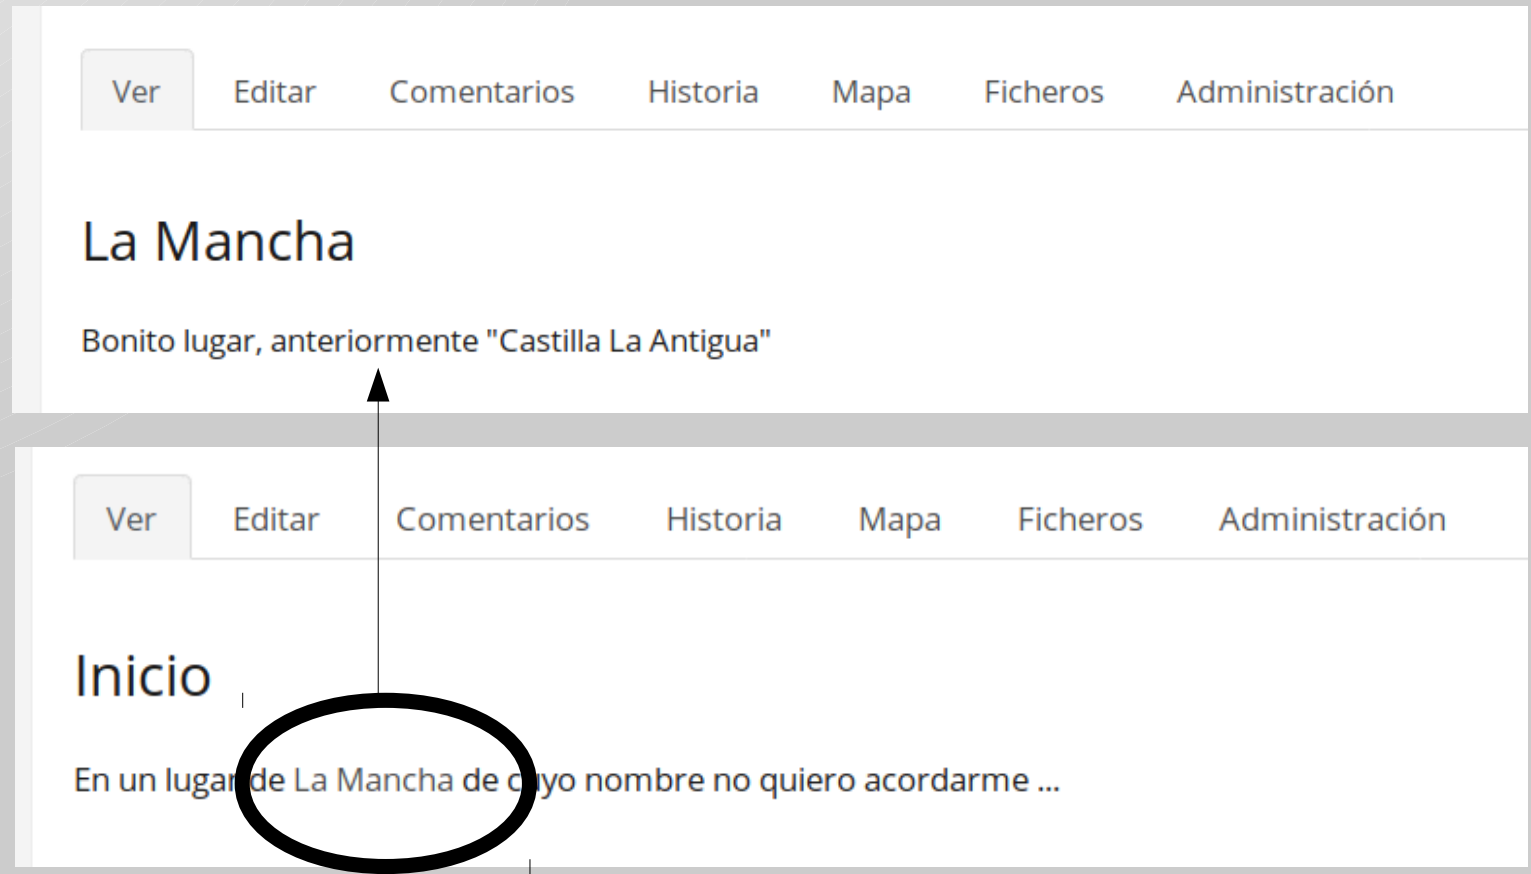 Ver Editar Comentarios Historia Mapa Ficheros Administración
La Mancha
Bonito lugar, anteriormente "Castilla La Antigua"
Ver Editar Comentarios Historia Mapa Ficheros Administración
Inicio
En un lugar de La Mancha de cuyo nombre no quiero acordarme ...